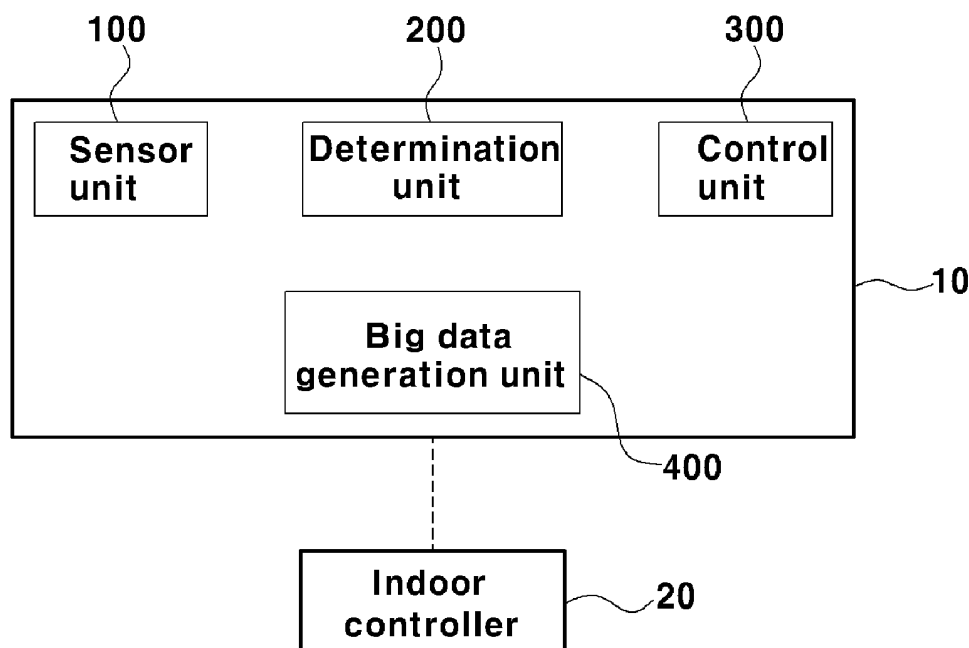 100
200
300
Sensor
unit
Determination
unit
Control
unit
10
Big data
generation unit
400
Indoor
controller
20